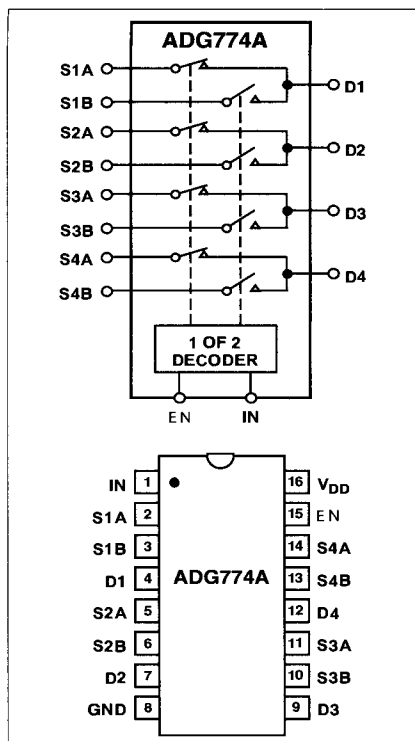 ADG774A
S1A
D1
S1B
S2A
D2
S2B
S3A
D3
S3B
S4A
D4
S4B
1 OF 2
DECODER
EN IN
IN 1 16 VDD
S1A 2 15 EN
S1B 3 14 S4A
D1 4 ADG774A 13 S4B
S2A 5 12 D4
S2B 6 11 S3A
D2 7 10 S3B
GND 8 9 D3